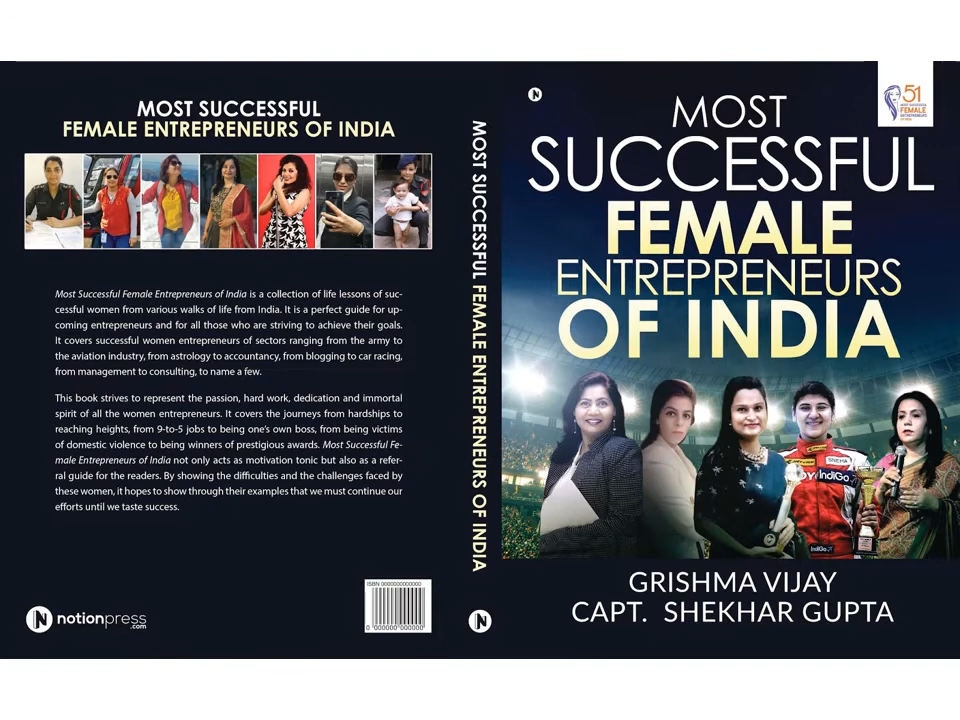 MOST SUCCESSFUL
FEMALE ENTREPRENEURS OF INDIA
Most Successful Female Entrepreneurs of India is a collection of life lessons of suc-
cessful women from various walks of life from India. It is a perfect guide for up-
coming entrepreneurs and for all those who are striving to achieve their goals.
It covers successful women entrepreneurs of sectors ranging from the army to
the aviation industry, from astrology to accountancy, from blogging to car racing,
from management to consulting, to name a few.
This book strives to represent the passion, hard work, dedication and immortal
spirit of all the women entrepreneurs. It covers the journeys from hardships to
reaching heights, from 9-to-5 jobs to being one's own boss, from being victims
of domestic violence to being winners of prestigious awards. Most Successful Fe-
male Entrepreneurs of India not only acts as motivation tonic but also as a refer-
ral guide for the readers. By showing the difficulties and the challenges faced by
these women, it hopes to show through their examples that we must continue our
efforts until we taste success.
N notionpress
.com
ISBN 0000000000000
0 000000 000000
MOST SUCCESSFUL FEMALE ENTREPRENEURS OF INDIA
N
N
51
MOST SUCCESSFUL
FEMALE
ENTREPRENEURS
OF INDIA
MOST
SUCCESSFUL
FEMALE
ENTREPRENEURS
OF INDIA
SNEHA
IndiGo
IndiGo
GRISHMA VIJAY
CAPT. SHEKHAR GUPTA